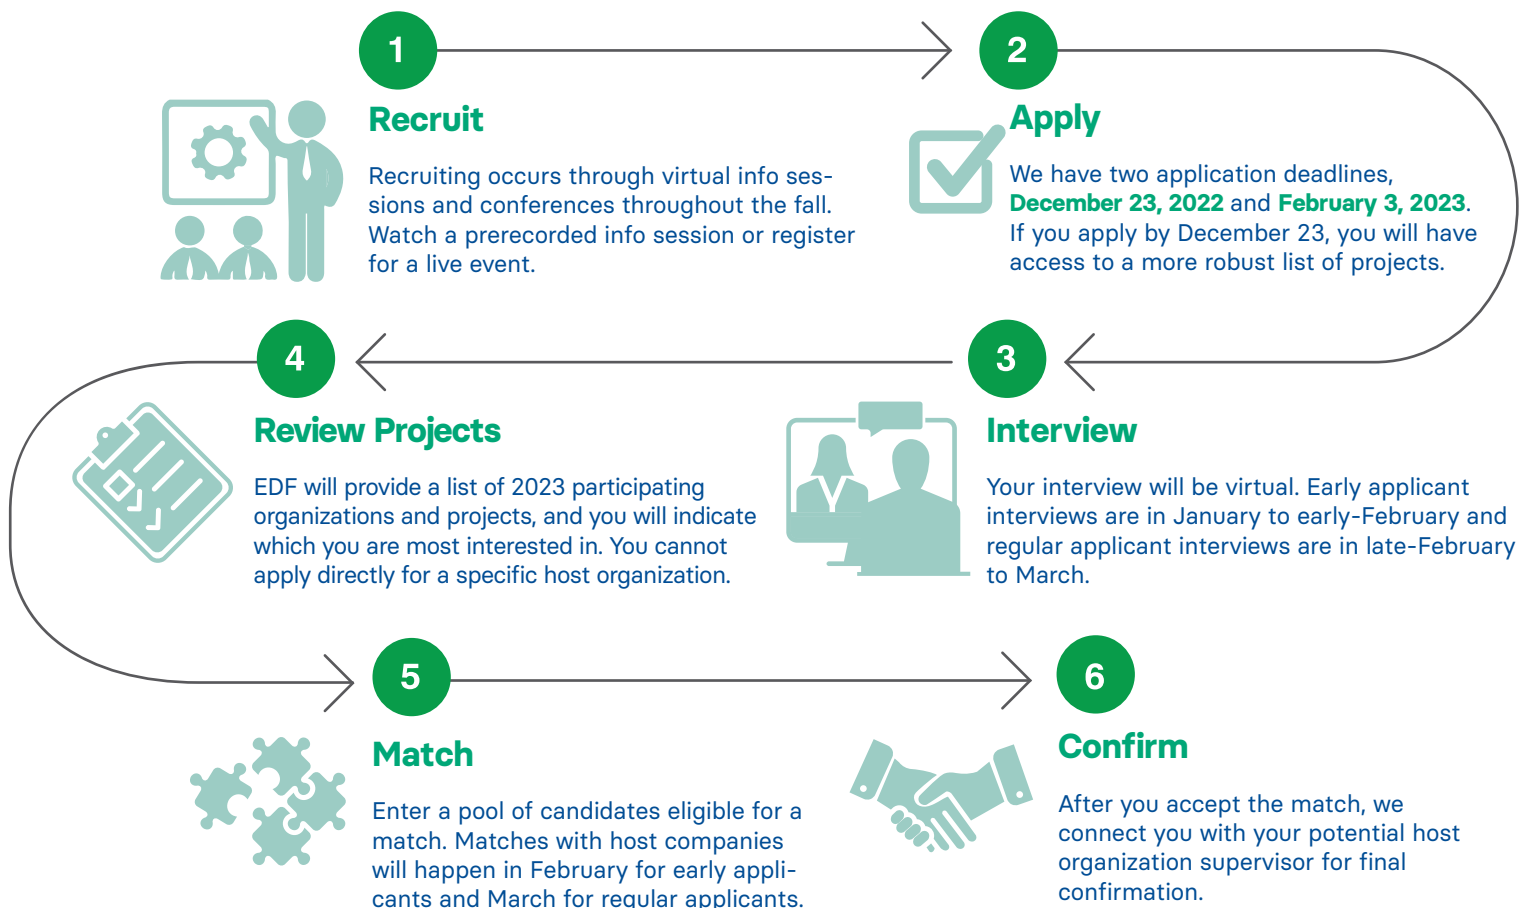 1
Recruit
Recruiting occurs through virtual info ses-
sions and conferences throughout the fall.
Watch a prerecorded info session or register
for a live event.
2
Apply
We have two application deadlines,
December 23, 2022 and February 3, 2023.
If you apply by December 23, you will have
access to a more robust list of projects.
3
Interview
Your interview will be virtual. Early applicant
interviews are in January to early-February and
regular applicant interviews are in late-February
to March.
4
Review Projects
EDF will provide a list of 2023 participating
organizations and projects, and you will indicate
which you are most interested in. You cannot
apply directly for a specific host organization.
5
Match
Enter a pool of candidates eligible for a
match. Matches with host companies
will happen in February for early appli-
cants and March for regular applicants.
6
Confirm
After you accept the match, we
connect you with your potential host
organization supervisor for final
confirmation.